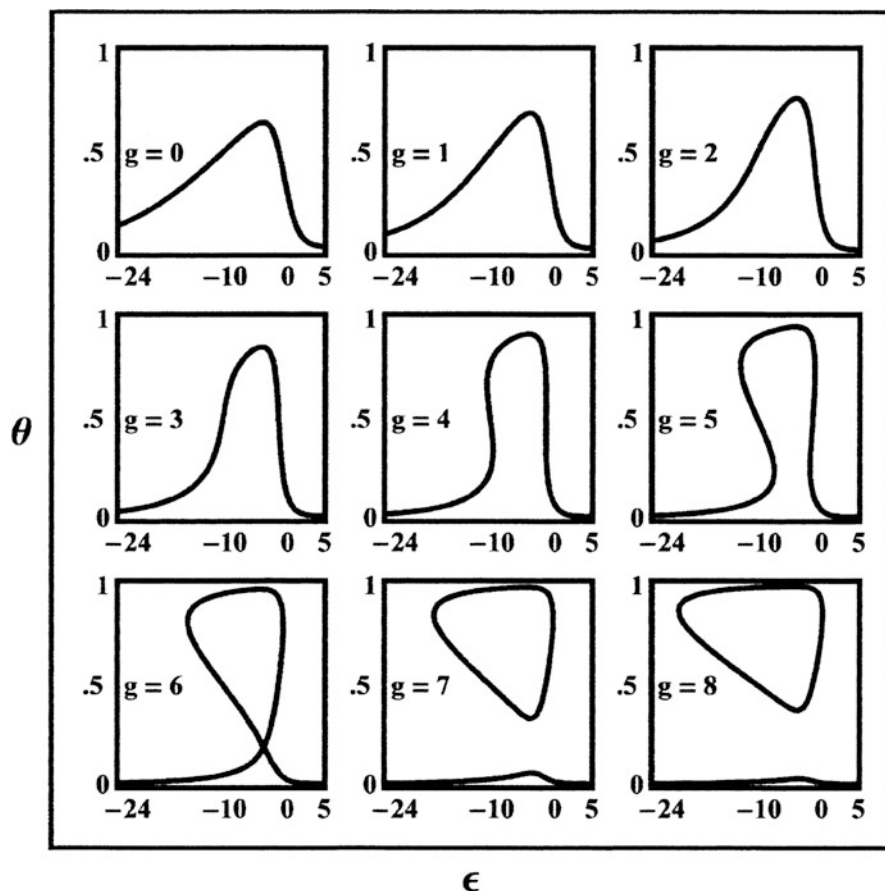 1 1 1
.5 g = 0 .5 g = 1 .5 g = 2
0 0 0
−24 −10 0 5 −24 −10 0 5 −24 −10 0 5
1 1 1
θ .5 g = 3 .5 g = 4 .5 g = 5
0 0 0
−24 −10 0 5 −24 −10 0 5 −24 −10 0 5
1 1 1
.5 g = 6 .5 g = 7 .5 g = 8
0 0 0
−24 −10 0 5 −24 −10 0 5 −24 −10 0 5
ϵ